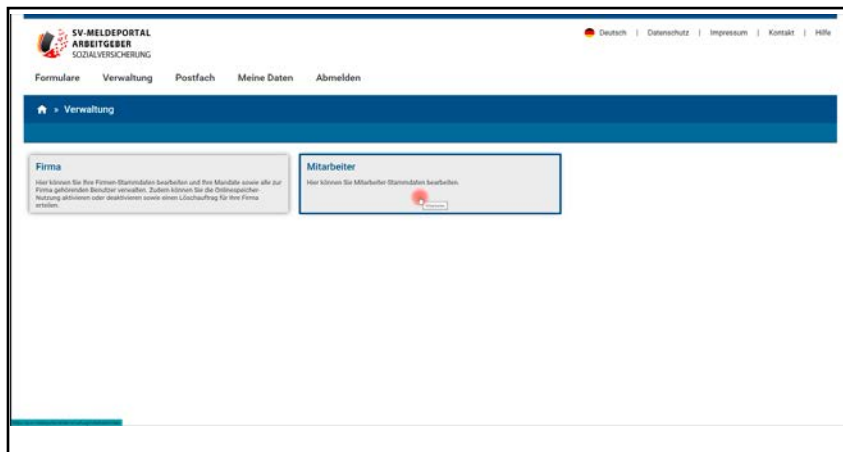 SV-MELDEPORTAL
ARBEITGEBER
SOZIALVERSICHERUNG
Deutsch | Datenschutz | Impressum | Kontakt | Hilfe
Formulare Verwaltung Postfach Meine Daten Abmelden
» Verwaltung
Firma
Hier können Sie Ihre Firmen-Stammdaten bearbeiten und Ihre Mandate sowie alle zur
Firma gehörenden Benutzer verwalten. Zudem können Sie die Onlinespeicher-
Nutzung aktivieren oder deaktivieren sowie einen Löschauftrag für Ihre Firma
erteilen.
Mitarbeiter
Hier können Sie Mitarbeiter-Stammdaten bearbeiten.